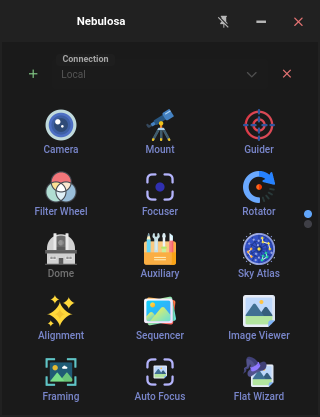 Nebulosa
Connection
Local
Camera
Mount
Guider
Filter Wheel
Focuser
Rotator
Dome
Auxiliary
Sky Atlas
Alignment
Sequencer
Image Viewer
Framing
Auto Focus
Flat Wizard